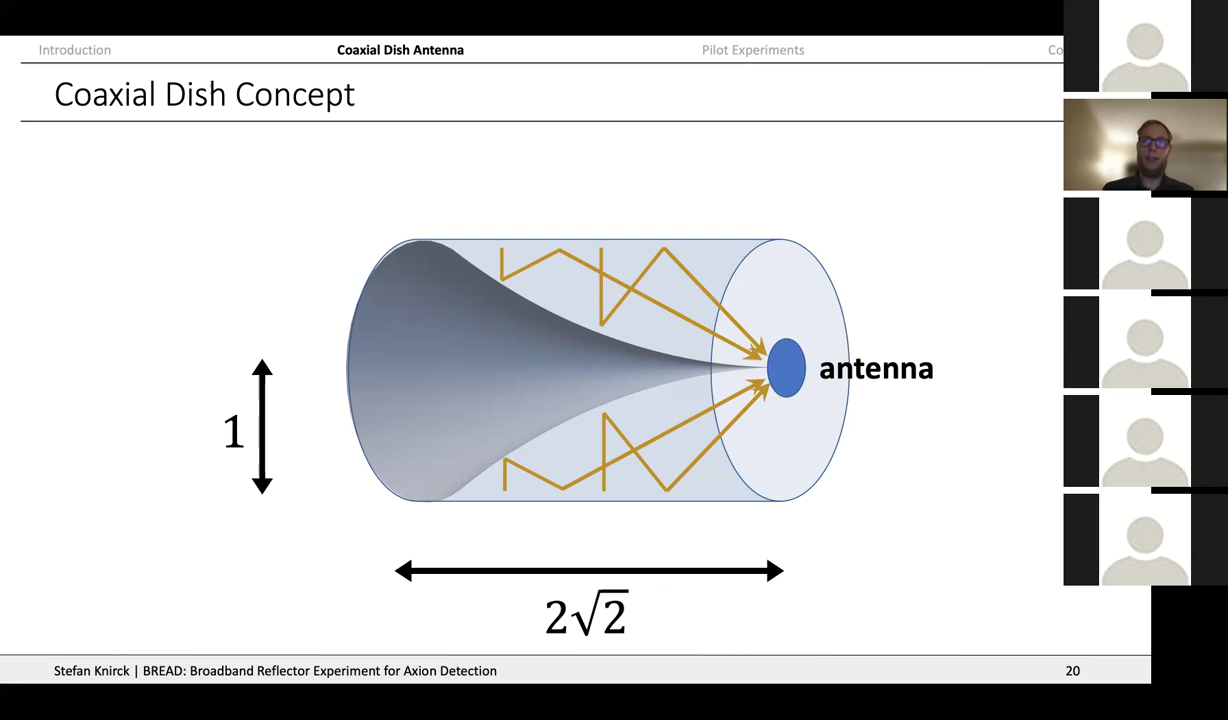 Introduction
Coaxial Dish Antenna
Pilot Experiments
Co
Coaxial Dish Concept
antenna
1
2√2
Stefan Knirck | BREAD: Broadband Reflector Experiment for Axion Detection
20